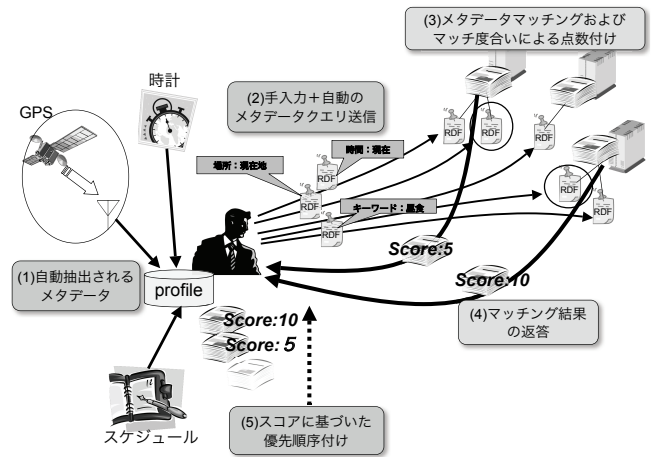 (3)メタデータマッチングおよび
マッチ度合いによる点数付け
時計
(2)手入力＋自動の
メタデータクエリ送信
GPS
RDF
RDF
RDF
時間：現在
場所：現在地
RDF
RDF
RDF
キーワード：昼食
RDF
RDF
Score:5
(1)自動抽出される
メタデータ
profile
Score:10
Score:10
Score:５
(4)マッチング結果
の返答
(5)スコアに基づいた
優先順序付け
スケジュール